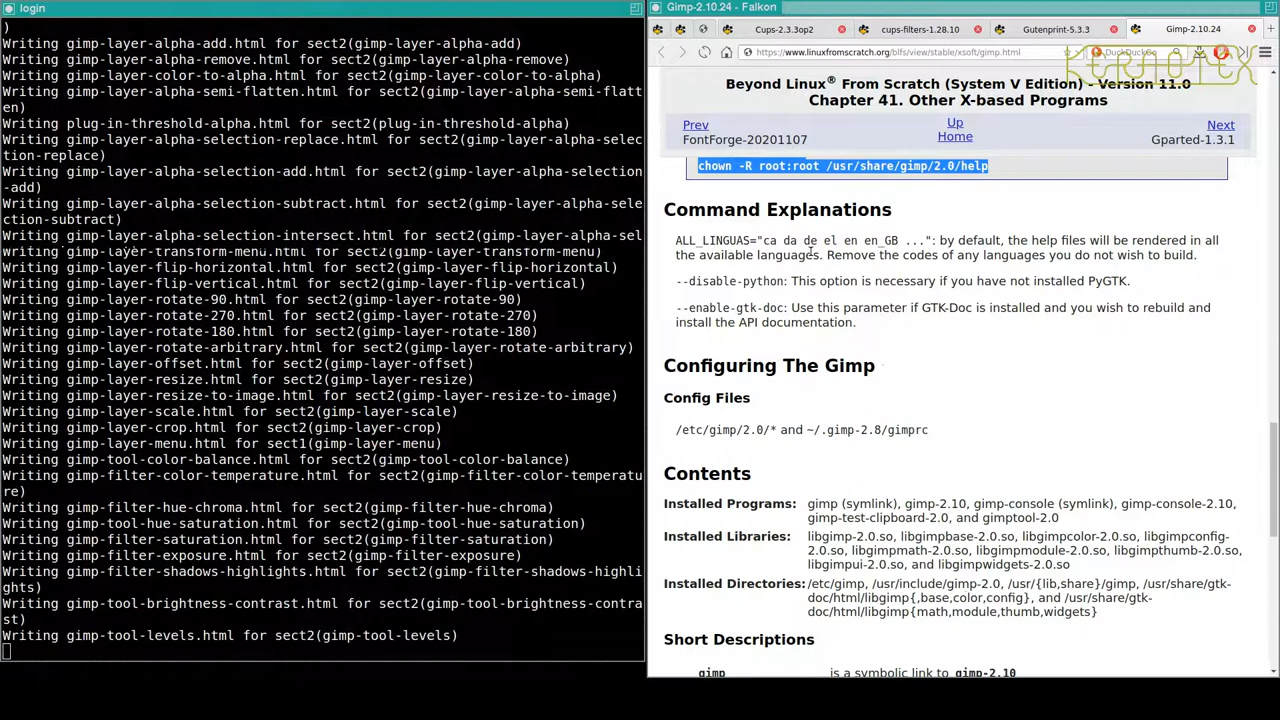 login
)
Writing gimp-layer-alpha-add.html for sect2(gimp-layer-alpha-add)
Writing gimp-layer-alpha-remove.html for sect2(gimp-layer-alpha-remove)
Writing gimp-layer-color-to-alpha.html for sect2(gimp-layer-color-to-alpha)
Writing gimp-layer-alpha-semi-flatten.html for sect2(gimp-layer-alpha-semi-flatt
en)
Writing plug-in-threshold-alpha.html for sect2(plug-in-threshold-alpha)
Writing gimp-layer-alpha-selection-replace.html for sect2(gimp-layer-alpha-selec
tion-replace)
Writing gimp-layer-alpha-selection-add.html for sect2(gimp-layer-alpha-selection
-add)
Writing gimp-layer-alpha-selection-subtract.html for sect2(gimp-layer-alpha-sele
ction-subtract)
Writing gimp-layer-alpha-selection-intersect.html for sect2(gimp-layer-alpha-sel
Writing gimp-layer-transform-menu.html for sect2(gimp-layer-transform-menu)
Writing gimp-layer-flip-horizontal.html for sect2(gimp-layer-flip-horizontal)
Writing gimp-layer-flip-vertical.html for sect2(gimp-layer-flip-vertical)
Writing gimp-layer-rotate-90.html for sect2(gimp-layer-rotate-90)
Writing gimp-layer-rotate-270.html for sect2(gimp-layer-rotate-270)
Writing gimp-layer-rotate-180.html for sect2(gimp-layer-rotate-180)
Writing gimp-layer-rotate-arbitrary.html for sect2(gimp-layer-rotate-arbitrary)
Writing gimp-layer-offset.html for sect2(gimp-layer-offset)
Writing gimp-layer-resize.html for sect2(gimp-layer-resize)
Writing gimp-layer-resize-to-image.html for sect2(gimp-layer-resize-to-image)
Writing gimp-layer-scale.html for sect2(gimp-layer-scale)
Writing gimp-layer-crop.html for sect2(gimp-layer-crop)
Writing gimp-layer-menu.html for sect1(gimp-layer-menu)
Writing gimp-tool-color-balance.html for sect2(gimp-tool-color-balance)
Writing gimp-filter-color-temperature.html for sect2(gimp-filter-color-temperatu
re)
Writing gimp-filter-hue-chroma.html for sect2(gimp-filter-hue-chroma)
Writing gimp-tool-hue-saturation.html for sect2(gimp-tool-hue-saturation)
Writing gimp-filter-saturation.html for sect2(gimp-filter-saturation)
Writing gimp-filter-exposure.html for sect2(gimp-filter-exposure)
Writing gimp-filter-shadows-highlights.html for sect2(gimp-filter-shadows-highli
ghts)
Writing gimp-tool-brightness-contrast.html for sect2(gimp-tool-brightness-contra
st)
Writing gimp-tool-levels.html for sect2(gimp-tool-levels)
Gimp-2.10.24 - Falkon
Cups-2.3.3op2 cups-filters-1.28.10 Gutenprint-5.3.3 Gimp-2.10.24
https://www.linuxfromscratch.org/blfs/view/stable/xsoft/gimp.html DuckDuckGo
KERNOTEX
Beyond Linux® From Scratch (System V Edition) - Version 11.0
Chapter 41. Other X-based Programs
Prev Up Next
FontForge-20201107 Home Gparted-1.3.1
chown -R root:root /usr/share/gimp/2.0/help
Command Explanations
ALL_LINGUAS="ca da de el en en_GB ...": by default, the help files will be rendered in all
the available languages. Remove the codes of any languages you do not wish to build.
--disable-python: This option is necessary if you have not installed PyGTK.
--enable-gtk-doc: Use this parameter if GTK-Doc is installed and you wish to rebuild and
install the API documentation.
Configuring The Gimp
Config Files
/etc/gimp/2.0/* and ~/.gimp-2.8/gimprc
Contents
Installed Programs: gimp (symlink), gimp-2.10, gimp-console (symlink), gimp-console-2.10,
gimp-test-clipboard-2.0, and gimptool-2.0
Installed Libraries: libgimp-2.0.so, libgimpbase-2.0.so, libgimpcolor-2.0.so, libgimpconfig-
2.0.so, libgimpmath-2.0.so, libgimpmodule-2.0.so, libgimpthumb-2.0.so,
libgimpui-2.0.so, and libgimpwidgets-2.0.so
Installed Directories: /etc/gimp, /usr/include/gimp-2.0, /usr/{lib,share}/gimp, /usr/share/gtk-
doc/html/libgimp{,base,color,config}, and /usr/share/gtk-
doc/html/libgimp{math,module,thumb,widgets}
Short Descriptions
gimp is a symbolic link to gimp-2.10